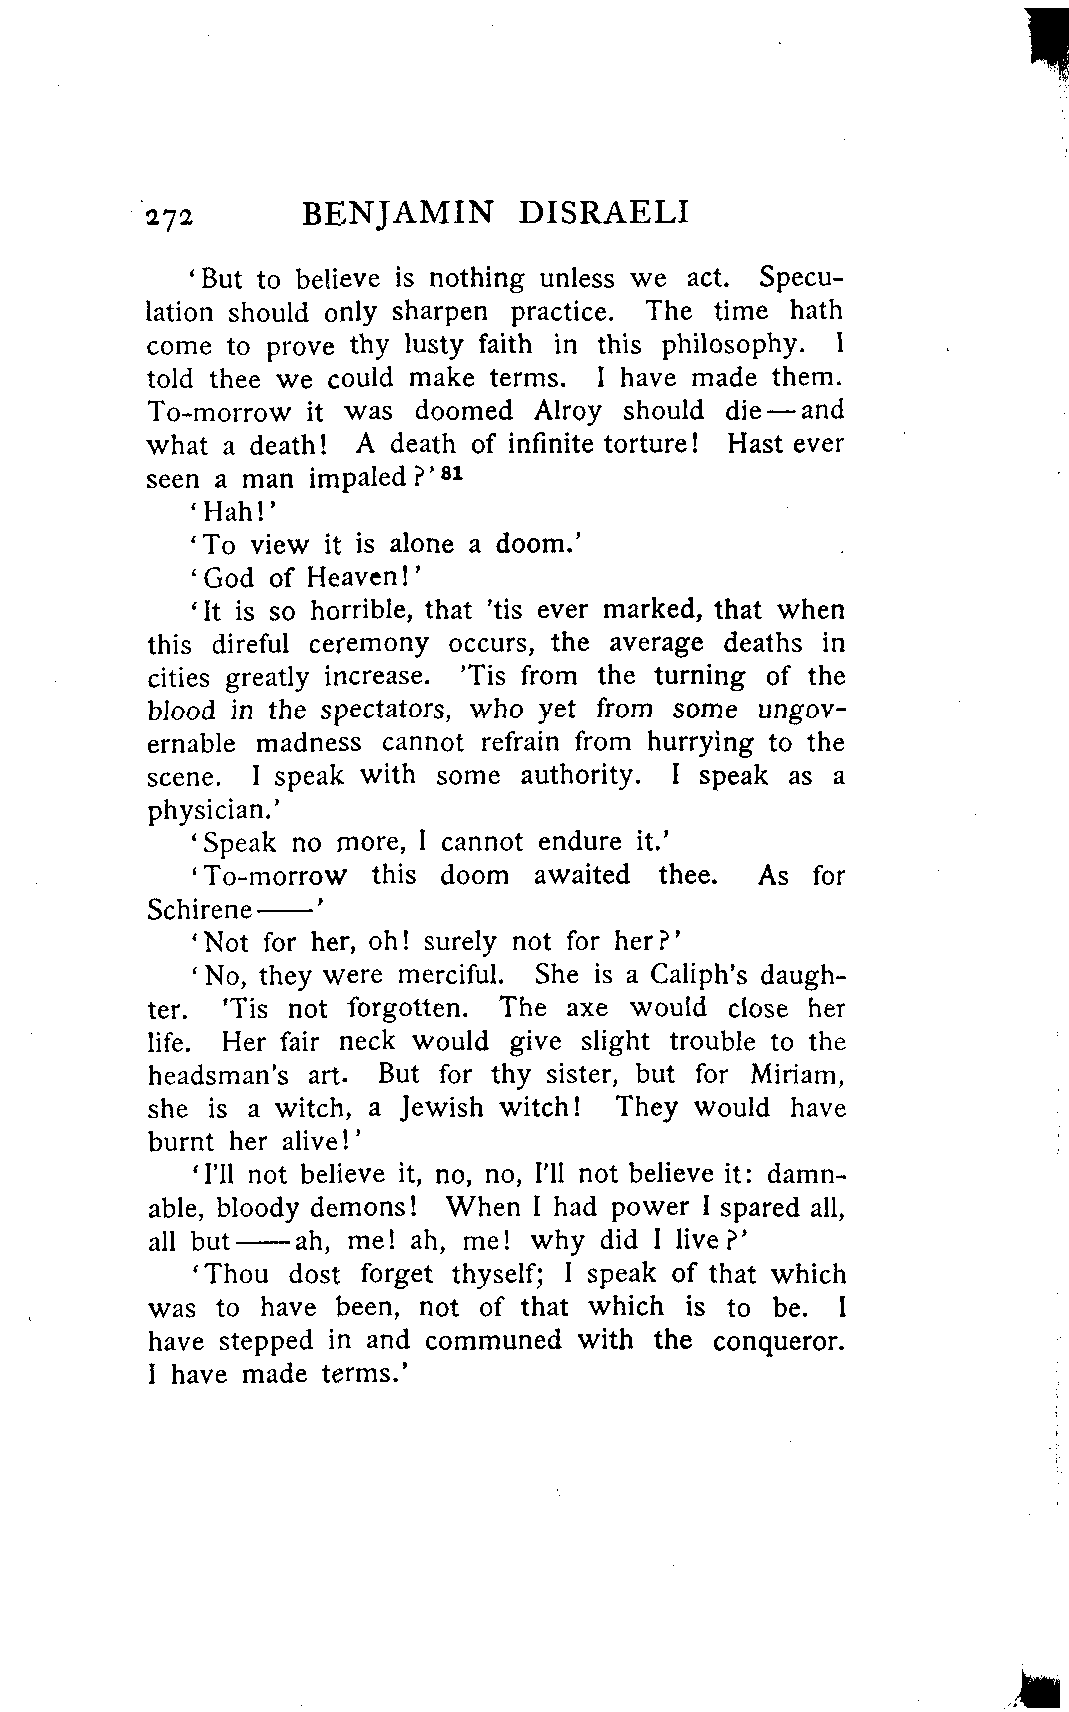 272 BENJAMIN DISRAELI
'But to believe is nothing unless we act. Specu-
lation should only sharpen practice. The time hath
come to prove thy lusty faith in this philosophy. I
told thee we could make terms. I have made them.
To-morrow it was doomed Alroy should die—and
what a death! A death of infinite torture! Hast ever
seen a man impaled?'81
'Hah!'
'To view it is alone a doom.'
'God of Heaven!'
'It is so horrible, that 'tis ever marked, that when
this direful ceremony occurs, the average deaths in
cities greatly increase. 'Tis from the turning of the
blood in the spectators, who yet from some ungov-
ernable madness cannot refrain from hurrying to the
scene. I speak with some authority. I speak as a
physician.'
'Speak no more, I cannot endure it.'
'To-morrow this doom awaited thee. As for
Schirene——'
'Not for her, oh! surely not for her?'
'No, they were merciful. She is a Caliph's daugh-
ter. 'Tis not forgotten. The axe would close her
life. Her fair neck would give slight trouble to the
headsman's art. But for thy sister, but for Miriam,
she is a witch, a Jewish witch! They would have
burnt her alive!'
'I'll not believe it, no, no, I'll not believe it: damn-
able, bloody demons! When I had power I spared all,
all but——ah, me! ah, me! why did I live?'
'Thou dost forget thyself; I speak of that which
was to have been, not of that which is to be. I
have stepped in and communed with the conqueror.
I have made terms.'